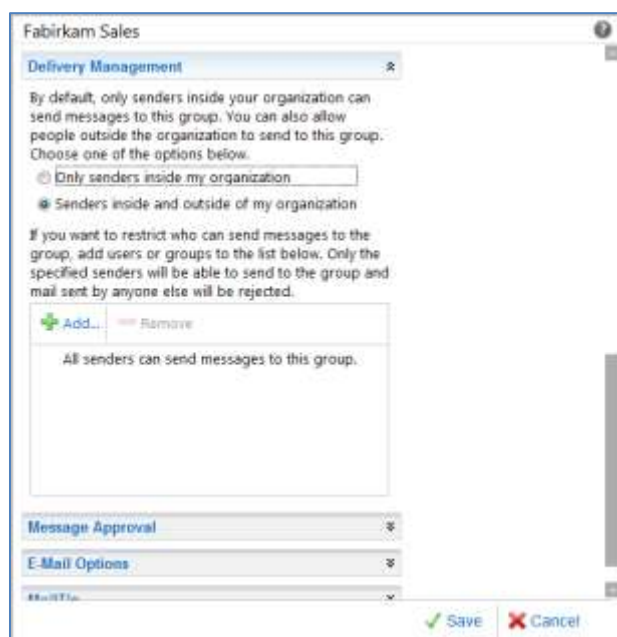 Fabirkam Sales
Delivery Management
By default, only senders inside your organization can
send messages to this group. You can also allow
people outside the organization to send to this group.
Choose one of the options below.
Only senders inside my organization
Senders inside and outside of my organization
If you want to restrict who can send messages to the
group, add users or groups to the list below. Only the
specified senders will be able to send to the group and
mail sent by anyone else will be rejected.
Add... Remove
All senders can send messages to this group.
Message Approval
E-Mail Options
MailTip
Save Cancel